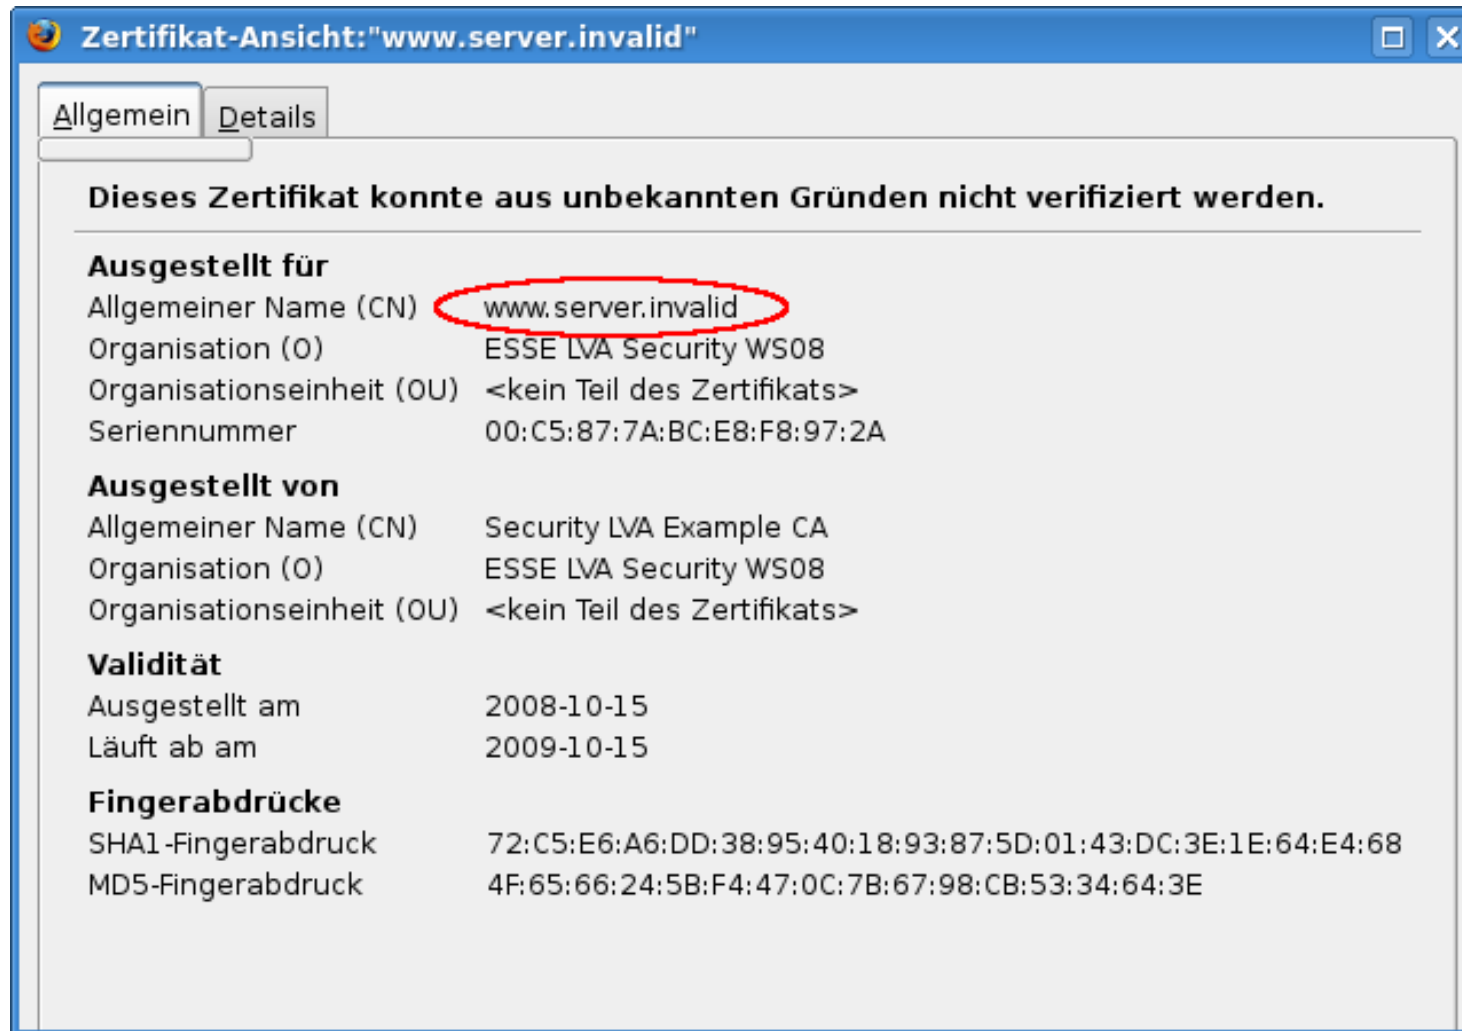 Zertifikat-Ansicht:"www.server.invalid"
Allgemein Details
Dieses Zertifikat konnte aus unbekannten Gründen nicht verifiziert werden.
Ausgestellt für
Allgemeiner Name (CN) www.server.invalid
Organisation (O) ESSE LVA Security WS08
Organisationseinheit (OU) <kein Teil des Zertifikats>
Seriennummer 00:C5:87:7A:BC:E8:F8:97:2A
Ausgestellt von
Allgemeiner Name (CN) Security LVA Example CA
Organisation (O) ESSE LVA Security WS08
Organisationseinheit (OU) <kein Teil des Zertifikats>
Validität
Ausgestellt am 2008-10-15
Läuft ab am 2009-10-15
Fingerabdrücke
SHA1-Fingerabdruck 72:C5:E6:A6:DD:38:95:40:18:93:87:5D:01:43:DC:3E:1E:64:E4:68
MD5-Fingerabdruck 4F:65:66:24:5B:F4:47:0C:7B:67:98:CB:53:34:64:3E